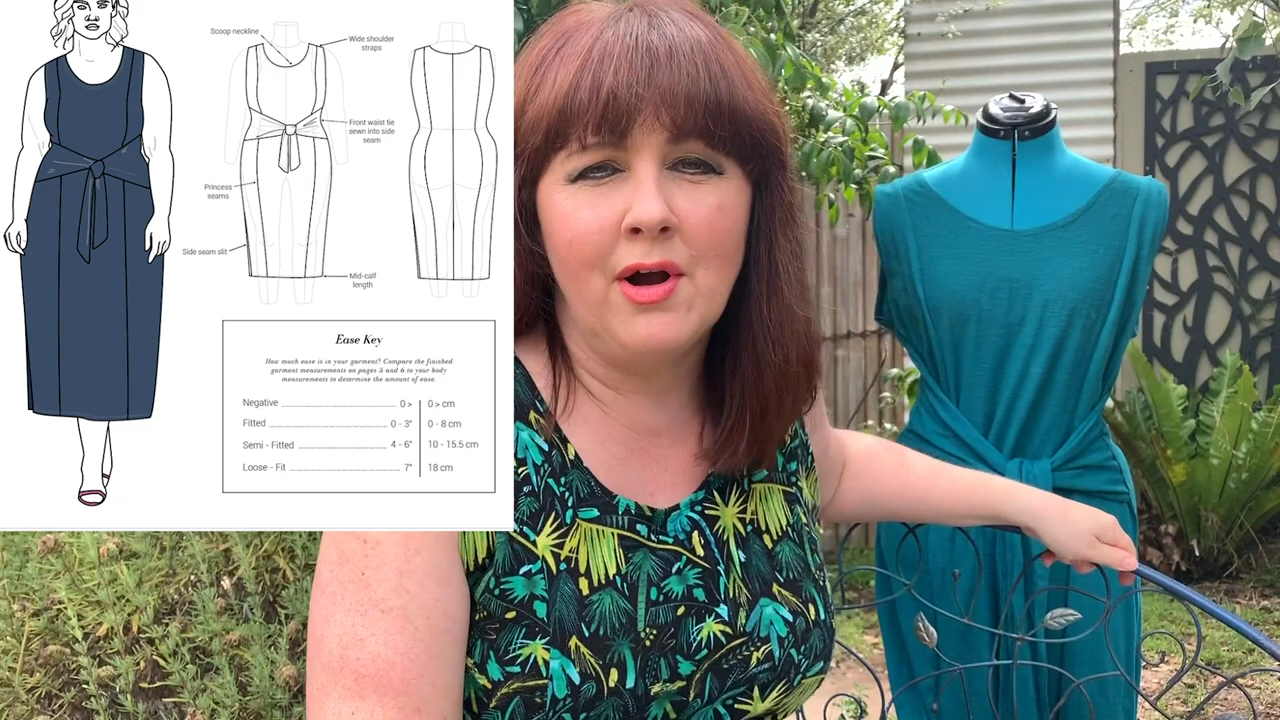 Scoop neckline
Wide shoulder
straps
Front waist tie
sewn into side
seam
Princess
seams
Side seam slit
Mid-calf
length
Ease Key
How much ease is in your garment? Compare the finished
garment measurements on pages 5 and 6 to your body
measurements to determine the amount of ease.
Negative 0 > 0 > cm
Fitted 0 - 3" 0 - 8 cm
Semi - Fitted 4 - 6" 10 - 15.5 cm
Loose - Fit 7" 18 cm